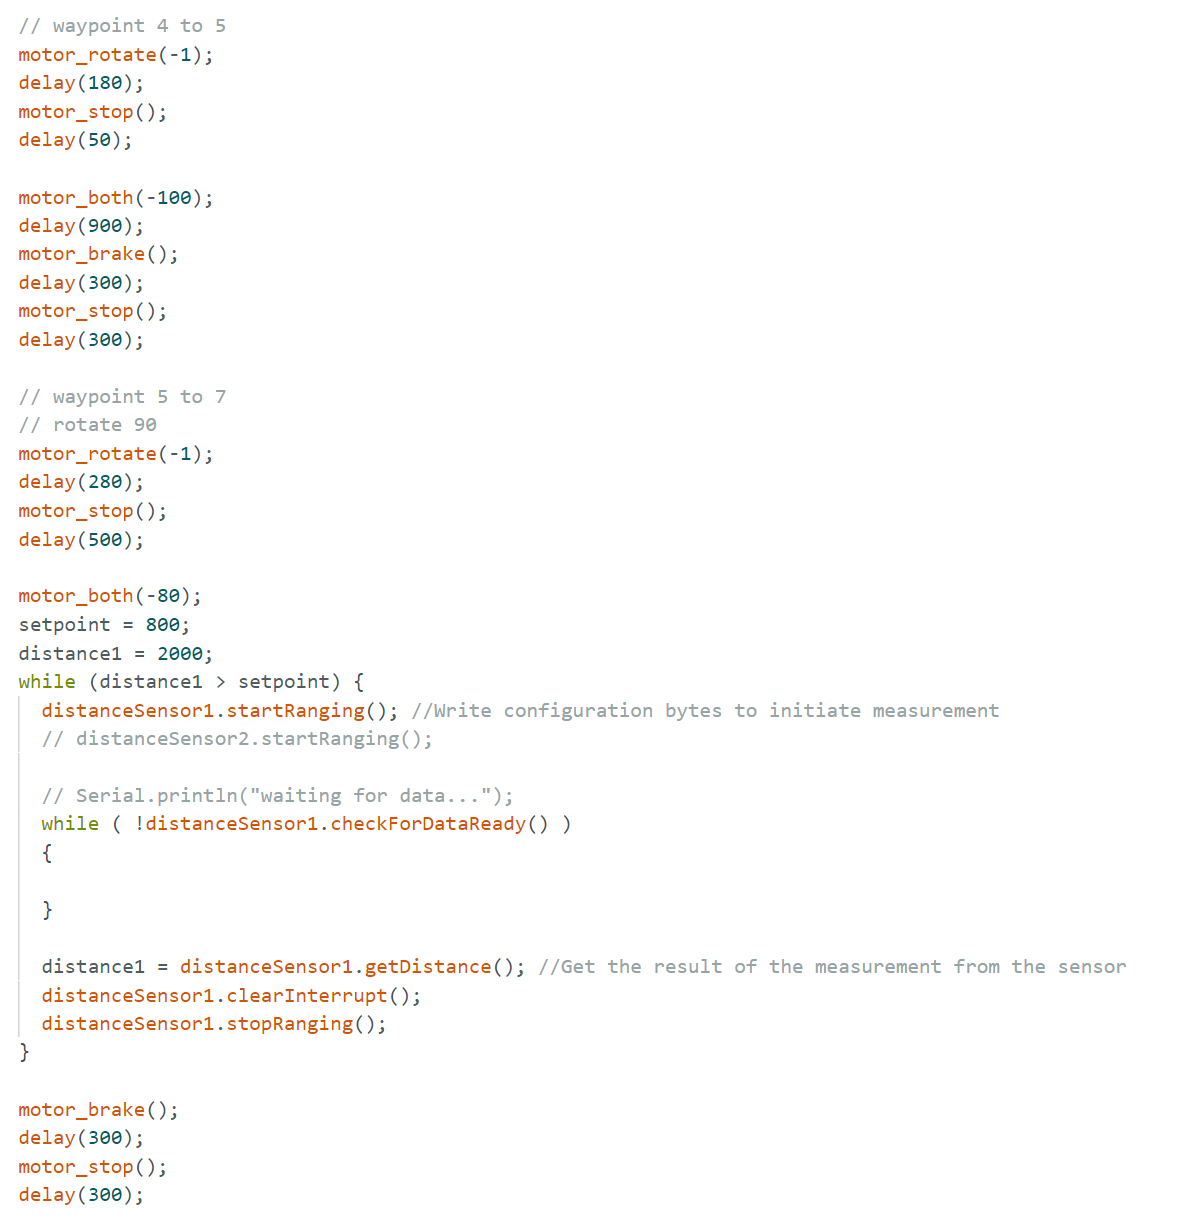 // waypoint 4 to 5
motor_rotate(-1);
delay(180);
motor_stop();
delay(50);

motor_both(-100);
delay(900);
motor_brake();
delay(300);
motor_stop();
delay(300);

// waypoint 5 to 7
// rotate 90
motor_rotate(-1);
delay(280);
motor_stop();
delay(500);

motor_both(-80);
setpoint = 800;
distance1 = 2000;
while (distance1 > setpoint) {
  distanceSensor1.startRanging(); //Write configuration bytes to initiate measurement
  // distanceSensor2.startRanging();

  // Serial.println("waiting for data...");
  while ( !distanceSensor1.checkForDataReady() )
  {

  }

  distance1 = distanceSensor1.getDistance(); //Get the result of the measurement from the sensor
  distanceSensor1.clearInterrupt();
  distanceSensor1.stopRanging();
}

motor_brake();
delay(300);
motor_stop();
delay(300);